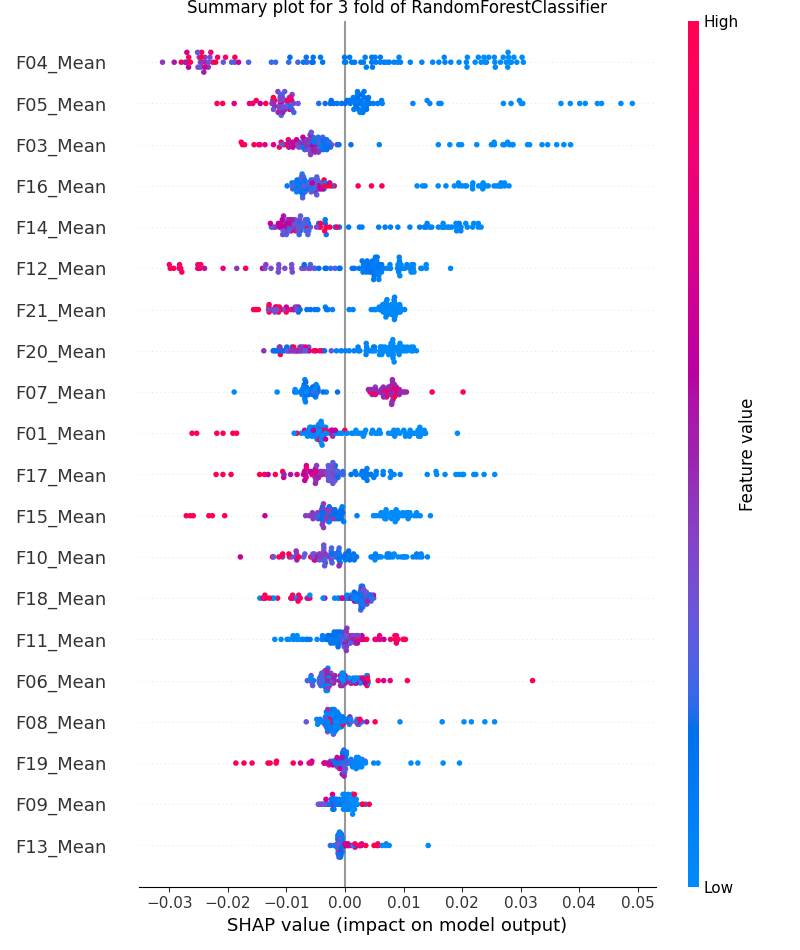 Summary plot for 3 fold of RandomForestClassifier
High
F04_Mean
F05_Mean
F03_Mean
F16_Mean
F14_Mean
F12_Mean
F21_Mean
F20_Mean
F07_Mean
F01_Mean
F17_Mean
F15_Mean
F10_Mean
F18_Mean
F11_Mean
F06_Mean
F08_Mean
F19_Mean
F09_Mean
F13_Mean
Feature value
Low
−0.03 −0.02 −0.01 0.00 0.01 0.02 0.03 0.04 0.05
SHAP value (impact on model output)